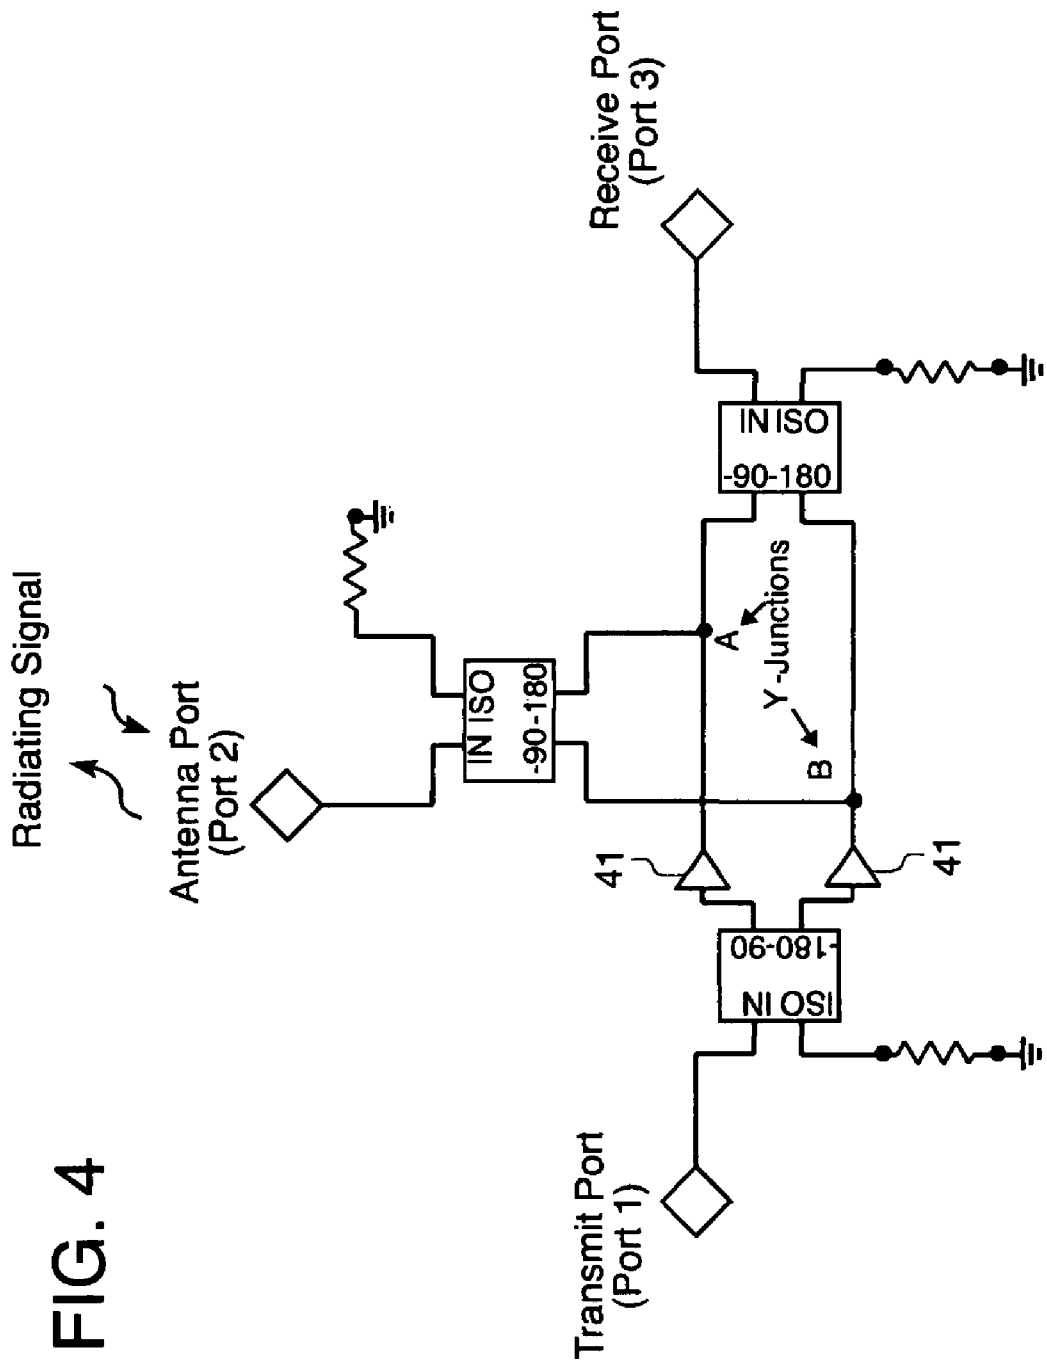 FIG. 4
Radiating Signal
Antenna Port
(Port 2)
IN ISO
-90-180
Transmit Port
(Port 1)
ISO IN
-180-90
41
41
A
B
Y-Junctions
-90-180
IN ISO
Receive Port
(Port 3)